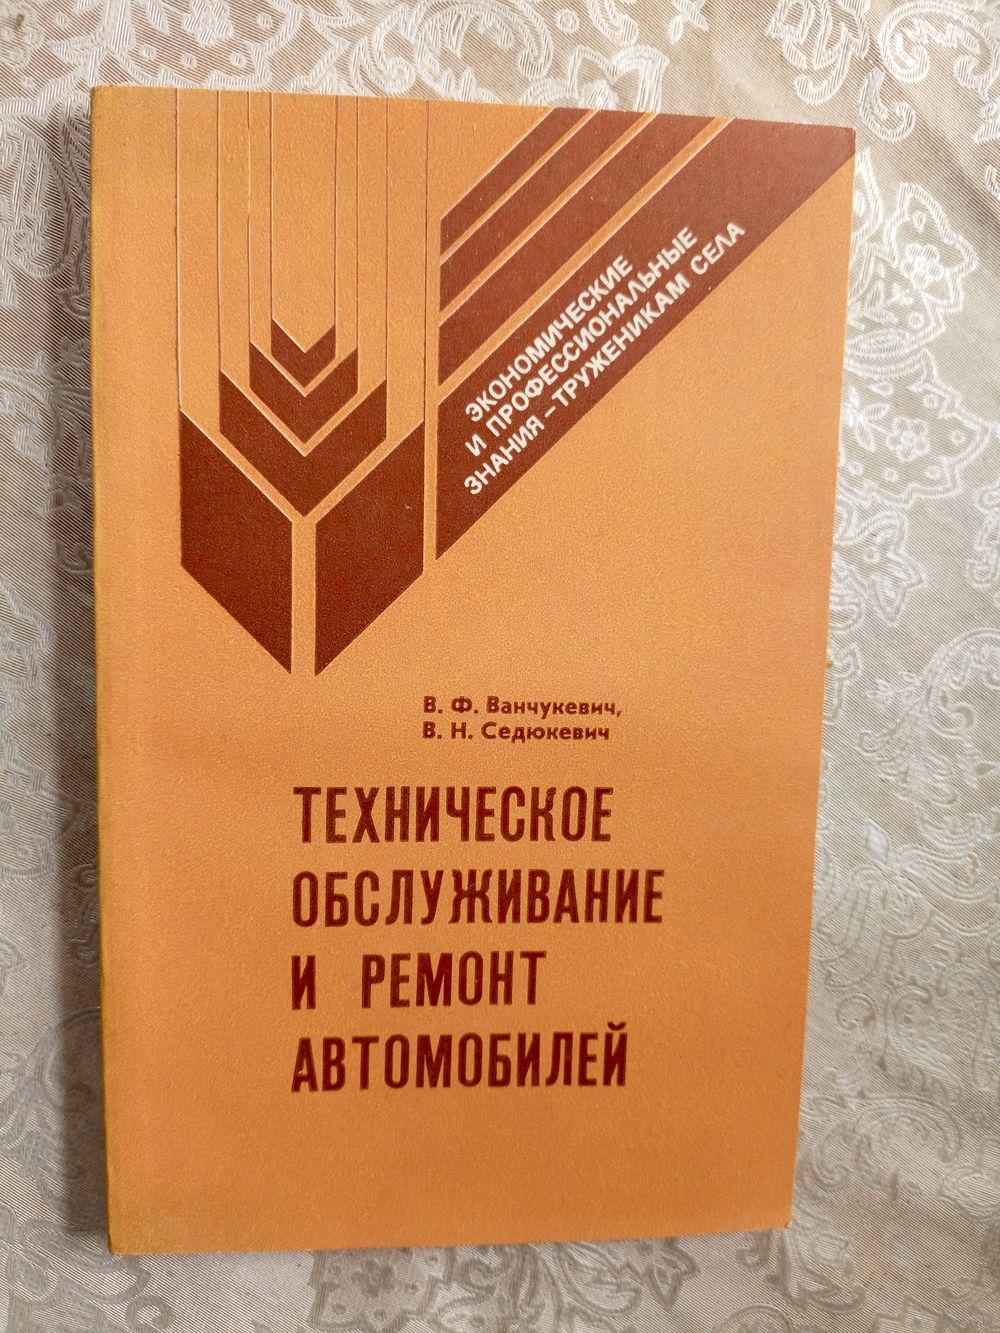 ЭКОНОМИЧЕСКИЕ
И ПРОФЕССИОНАЛЬНЫЕ
ЗНАНИЯ – ТРУЖЕНИКАМ СЕЛА
В. Ф. Ванчукевич,
В. Н. Седюкевич
ТЕХНИЧЕСКОЕ
ОБСЛУЖИВАНИЕ
И РЕМОНТ
АВТОМОБИЛЕЙ